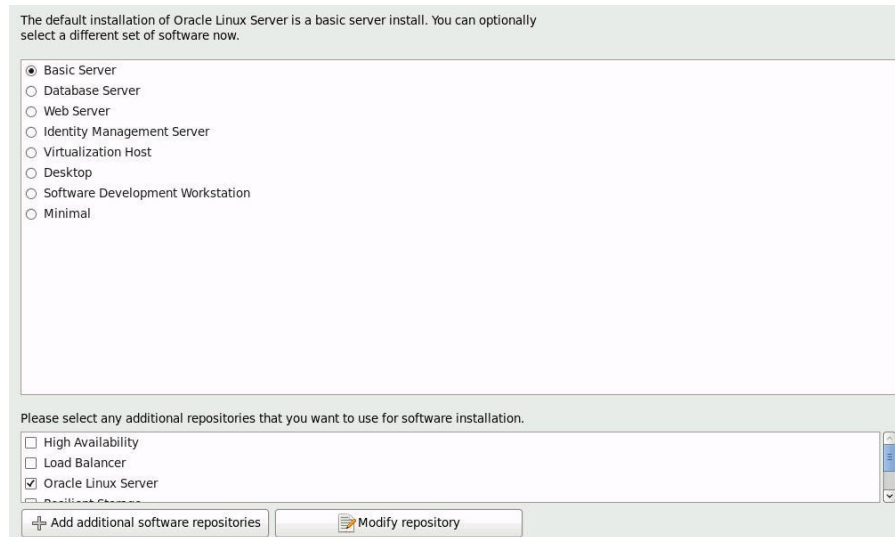 The default installation of Oracle Linux Server is a basic server install. You can optionally
select a different set of software now.
Basic Server
Database Server
Web Server
Identity Management Server
Virtualization Host
Desktop
Software Development Workstation
Minimal
Please select any additional repositories that you want to use for software installation.
High Availability
Load Balancer
Oracle Linux Server
Resilient Storage
Add additional software repositories
Modify repository